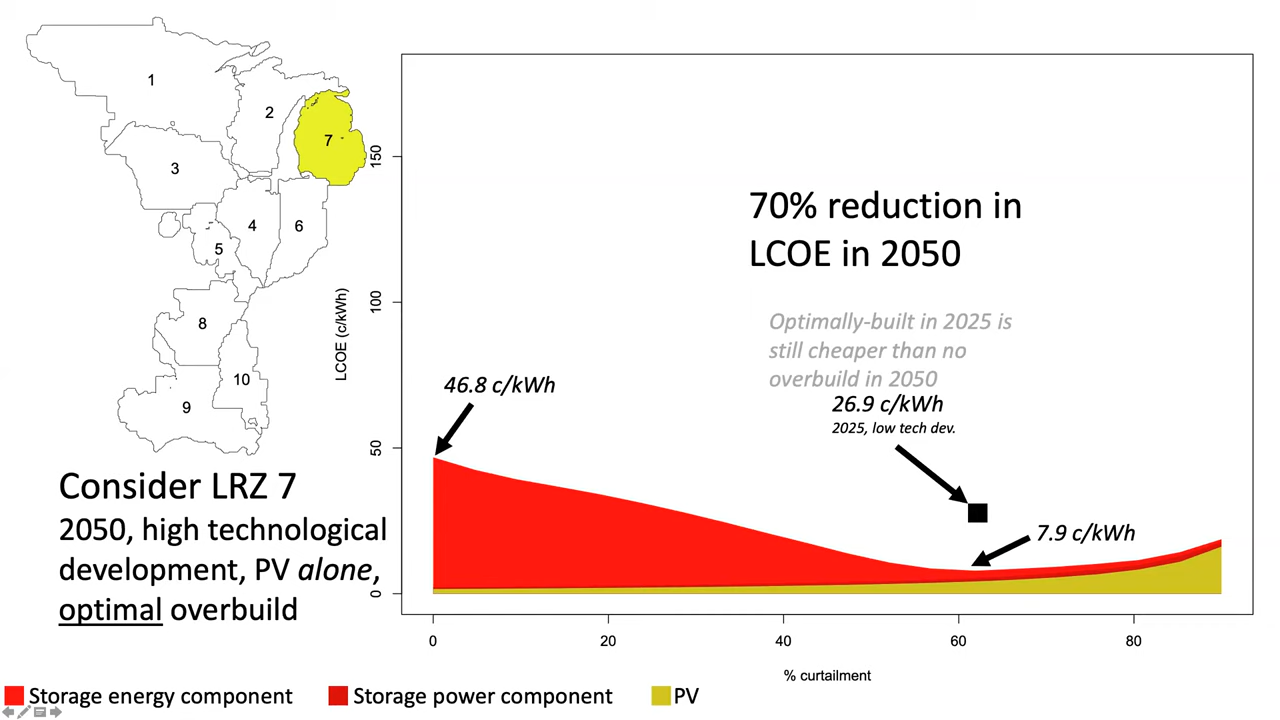 1
2
7
3
4
6
5
8
10
9
Consider LRZ 7
2050, high technological
development, PV alone,
optimal overbuild
LCOE (c/kWh)
150
100
50
0
70% reduction in
LCOE in 2050
Optimally-built in 2025 is
still cheaper than no
overbuild in 2050
46.8 c/kWh
26.9 c/kWh
2025, low tech dev.
7.9 c/kWh
0 20 40 60 80
% curtailment
Storage energy component Storage power component PV